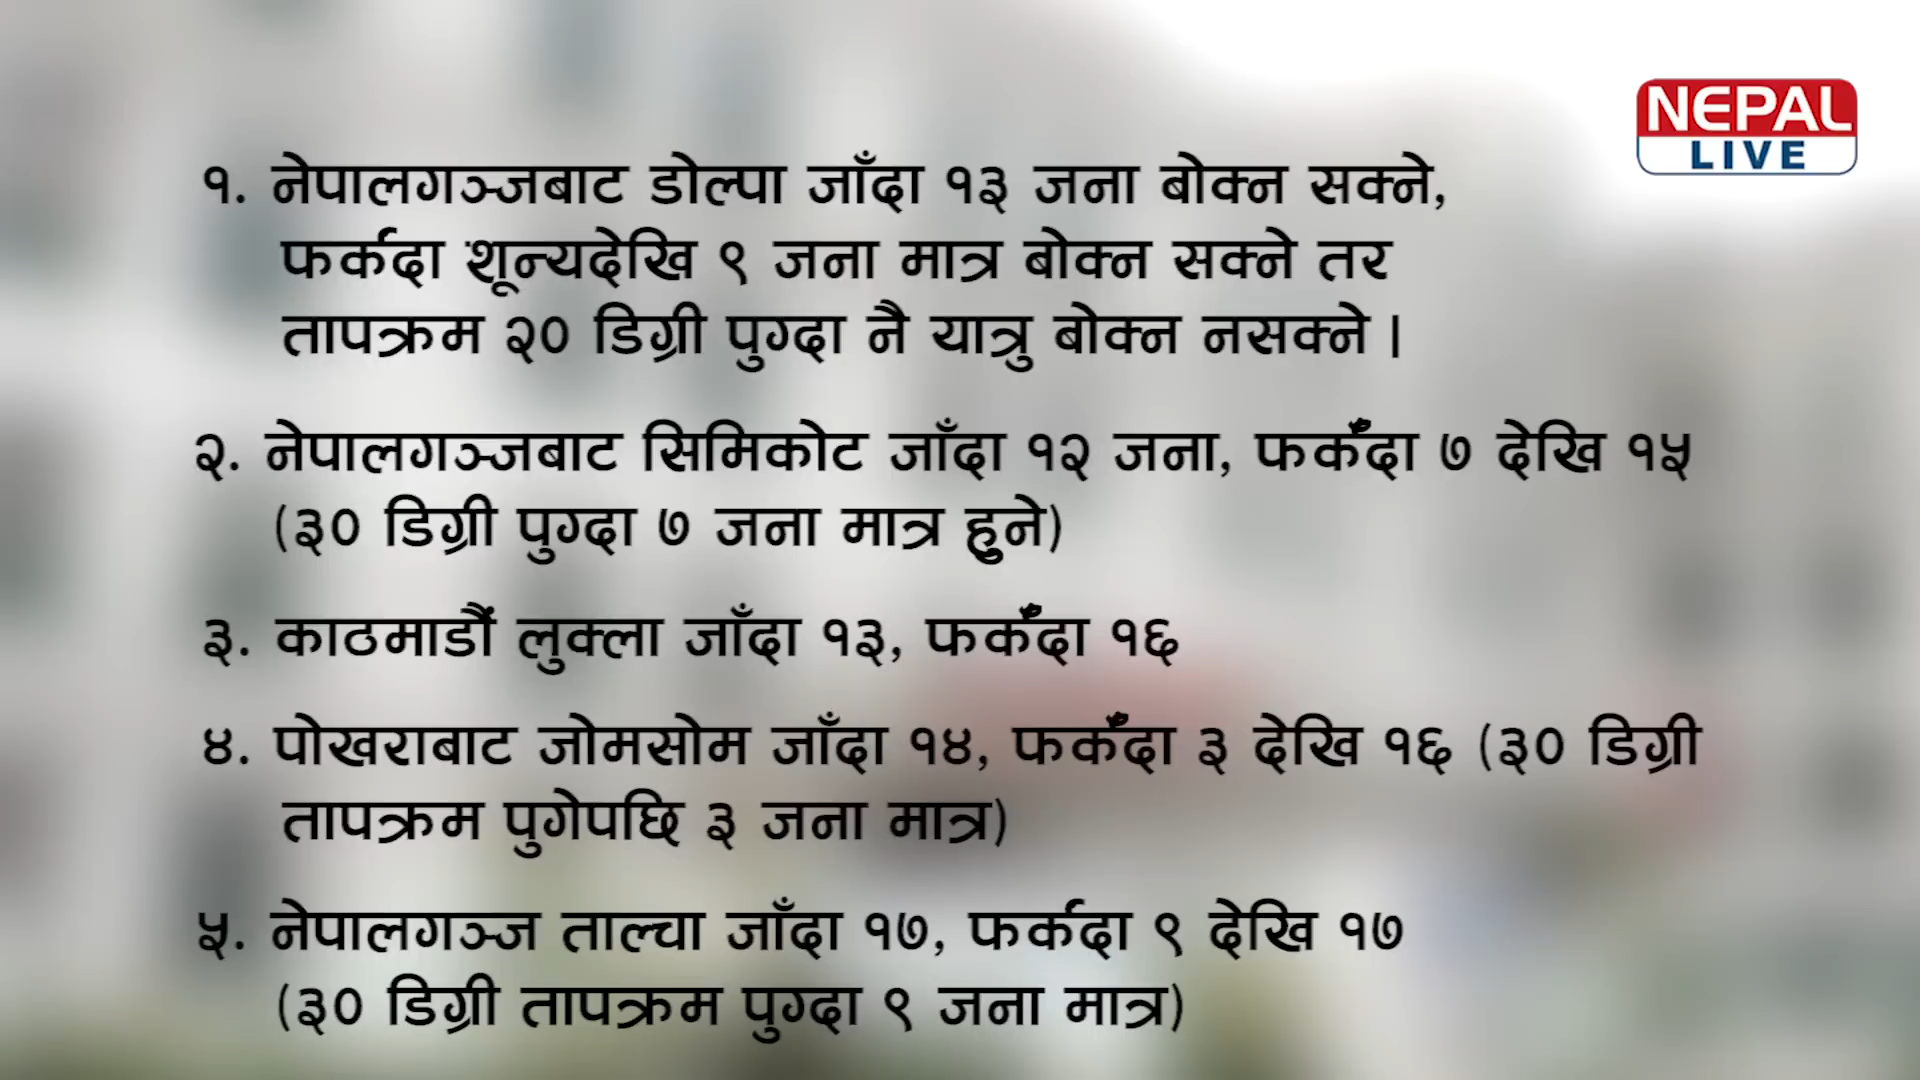 NEPAL
LIVE
१. नेपालगञ्जबाट डोल्पा जाँदा १३ जना बोक्न सक्ने,
फर्कदा शून्यदेखि ९ जना मात्र बोक्न सक्ने तर
तापक्रम २० डिग्री पुग्दा नै यात्रु बोक्न नसक्ने ।
२. नेपालगञ्जबाट सिमिकोट जाँदा १२ जना, फर्कँदा ७ देखि १५
(३० डिग्री पुग्दा ७ जना मात्र हुने)
३. काठमाडौं लुक्ला जाँदा १३, फर्कँदा १६
४. पोखराबाट जोमसोम जाँदा १४, फर्कँदा ३ देखि १६ (३० डिग्री
तापक्रम पुगेपछि ३ जना मात्र)
५. नेपालगञ्ज ताल्चा जाँदा १७, फर्कदा ९ देखि १७
(३० डिग्री तापक्रम पुग्दा ९ जना मात्र)